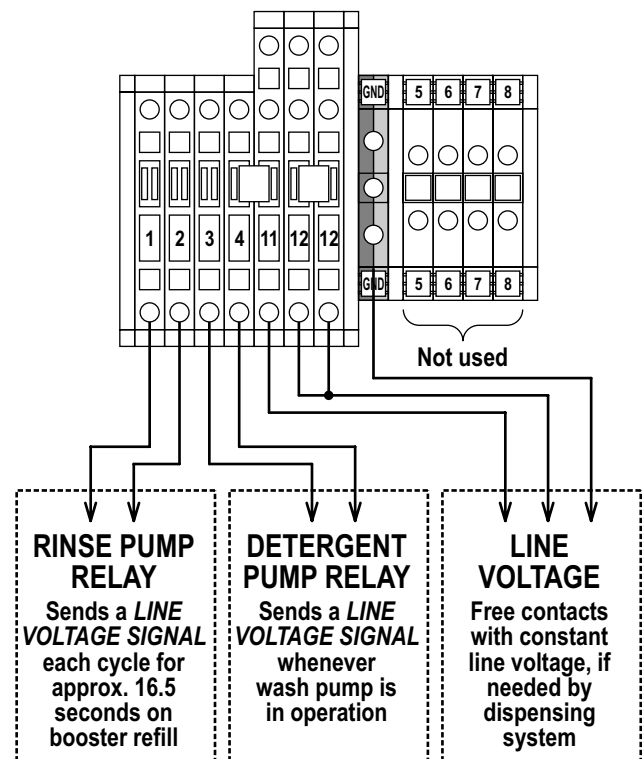 GND 5 6 7 8
1 2 3 4 11 12 12
GND 5 6 7 8
Not used
RINSE PUMP
RELAY
Sends a LINE
VOLTAGE SIGNAL
each cycle for
approx. 16.5
seconds on
booster refill
DETERGENT
PUMP RELAY
Sends a LINE
VOLTAGE SIGNAL
whenever
wash pump is
in operation
LINE
VOLTAGE
Free contacts
with constant
line voltage, if
needed by
dispensing
system